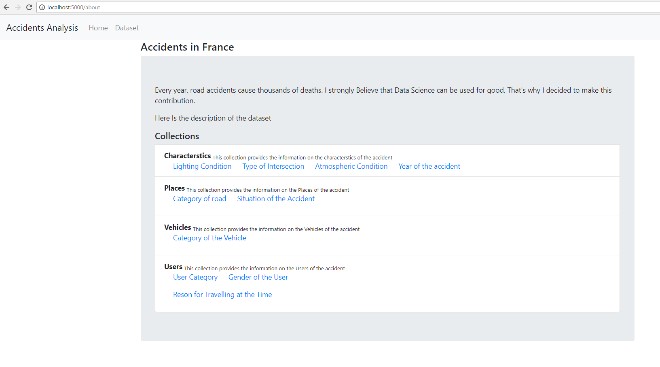 localhost:5000/about
Accidents Analysis Home Dataset
Accidents in France
Every year, road accidents cause thousands of deaths. I strongly Believe that Data Science can be used for good. That's why I decided to make this
contribution.
Here Is the description of the dataset
Collections
Characterstics This collection provides the information on the characterstics of the accident
Lighting Condition Type of Intersection Atmospheric Condition Year of the accident
Places This collection provides the information on the Places of the accident
Category of road Situation of the Accident
Vehicles This collection provides the information on the Vehicles of the accident
Category of the Vehicle
Users This collection provides the information on the users of the accident
User Category Gender of the User
Reson for Travelling at the Time